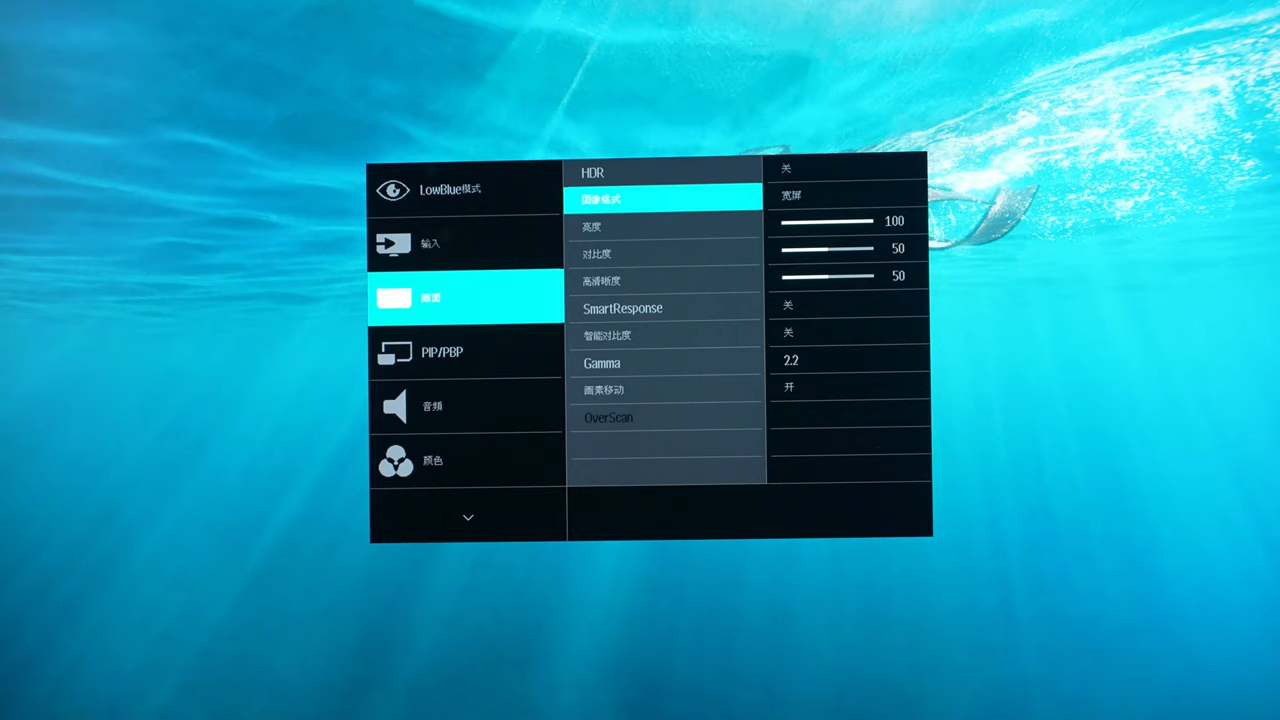 LowBlue模式
输入
画面
PIP/PBP
音频
颜色
HDR 关
图像格式 宽屏
亮度 100
对比度 50
高清晰度 50
SmartResponse 关
智能对比度 关
Gamma 2.2
画素移动 开
OverScan